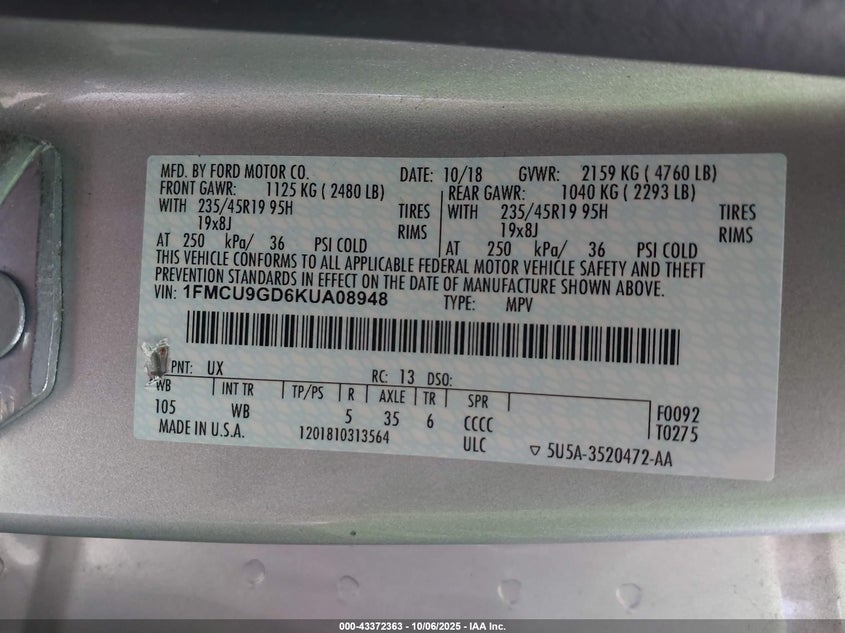 MFD. BY FORD MOTOR CO. DATE: 10/18 GVWR: 2159 KG ( 4760 LB)
FRONT GAWR: 1125 KG ( 2480 LB) REAR GAWR: 1040 KG ( 2293 LB)
WITH 235/45R19 95H TIRES WITH 235/45R19 95H TIRES
19x8J RIMS 19x8J RIMS
AT 250 kPa/ 36 PSI COLD AT 250 kPa/ 36 PSI COLD
THIS VEHICLE CONFORMS TO ALL APPLICABLE FEDERAL MOTOR VEHICLE SAFETY AND THEFT
PREVENTION STANDARDS IN EFFECT ON THE DATE OF MANUFACTURE SHOWN ABOVE.
VIN: 1FMCU9GD6KUA08948 TYPE: MPV
PNT: UX RC: 13 DSO:
WB INT TR TP/PS R AXLE TR SPR
105 WB 5 35 6 CCCC F0092
MADE IN U.S.A. 1201810313564 ULC T0275
▽ 5U5A-3520472-AA
000-43372363 - 10/06/2025 - IAA Inc.